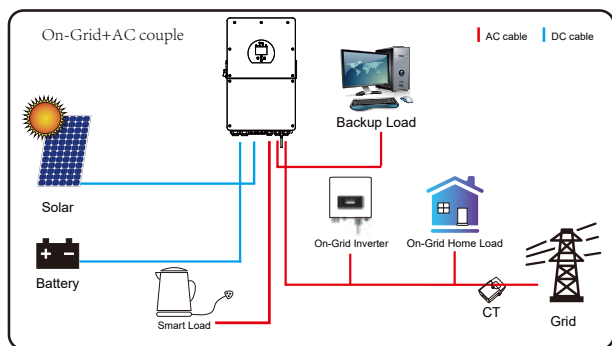 On-Grid+AC couple
AC cable
DC cable
Backup Load
Solar
On-Grid Inverter
On-Grid Home Load
Battery
Smart Load
CT
Grid